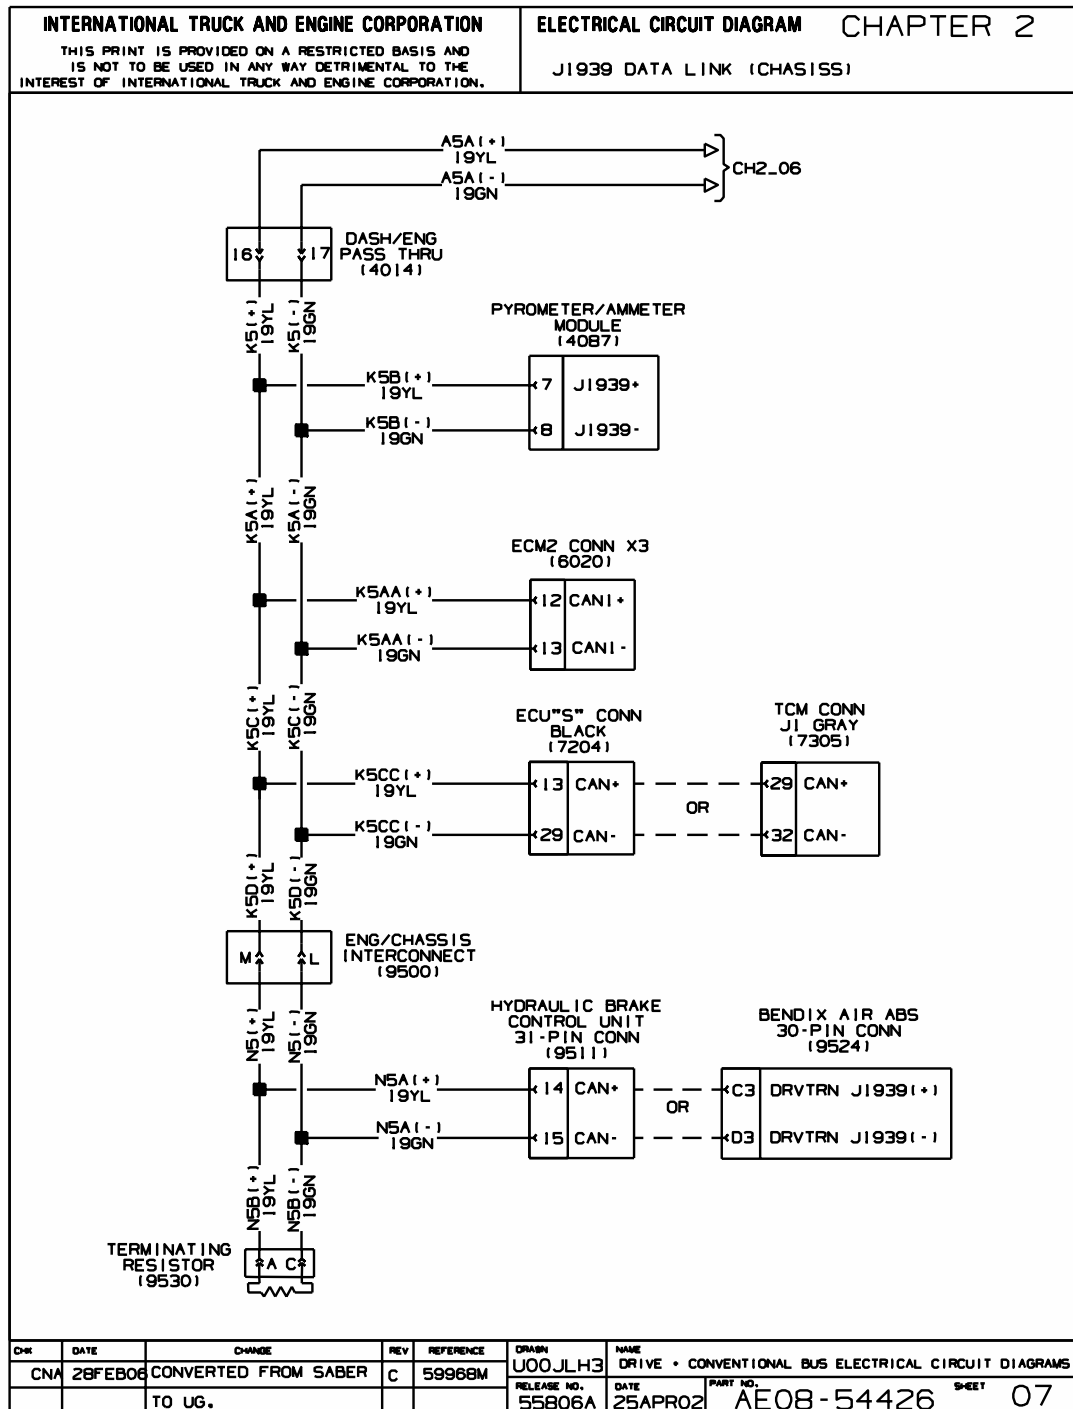 INTERNATIONAL TRUCK AND ENGINE CORPORATION
THIS PRINT IS PROVIDED ON A RESTRICTED BASIS AND
IS NOT TO BE USED IN ANY WAY DETRIMENTAL TO THE
INTEREST OF INTERNATIONAL TRUCK AND ENGINE CORPORATION.
ELECTRICAL CIRCUIT DIAGRAM CHAPTER 2
J1939 DATA LINK (CHASISS)
A5A(+)
19YL
A5A(-)
19GN
CH2_06
16 17
DASH/ENG
PASS THRU
(4014)
K5(+)
19YL
K5(-)
19GN
PYROMETER/AMMETER
MODULE
(4087)
K5B(+)
19YL
7 J1939+
K5B(-)
19GN
8 J1939-
K5A(+)
19YL
K5A(-)
19GN
ECM2 CONN X3
(6020)
K5AA(+)
19YL
12 CAN1+
K5AA(-)
19GN
13 CAN1-
K5C(+)
19YL
K5C(-)
19GN
ECU"S" CONN
BLACK
(7204)
TCM CONN
J1 GRAY
(7305)
K5CC(+)
19YL
13 CAN+
29 CAN+
OR
K5CC(-)
19GN
29 CAN-
32 CAN-
K5D(+)
19YL
K5D(-)
19GN
M L
ENG/CHASSIS
INTERCONNECT
(9500)
N5(+)
19YL
N5(-)
19GN
HYDRAULIC BRAKE
CONTROL UNIT
31-PIN CONN
(9511)
BENDIX AIR ABS
30-PIN CONN
(9524)
N5A(+)
19YL
14 CAN+
C3 DRVTRN J1939(+)
OR
N5A(-)
19GN
15 CAN-
D3 DRVTRN J1939(-)
N5B(+)
19YL
N5B(-)
19GN
TERMINATING
RESISTOR
(9530)
A C
CHK DATE CHANGE REV REFERENCE
CNA 28FEB06 CONVERTED FROM SABER C 59968M
TO UG.
DRAWN
U00JLH3
NAME
DRIVE + CONVENTIONAL BUS ELECTRICAL CIRCUIT DIAGRAMS
RELEASE NO.
55806A
DATE
25APR02
PART NO.
AE08-54426
SHEET 07